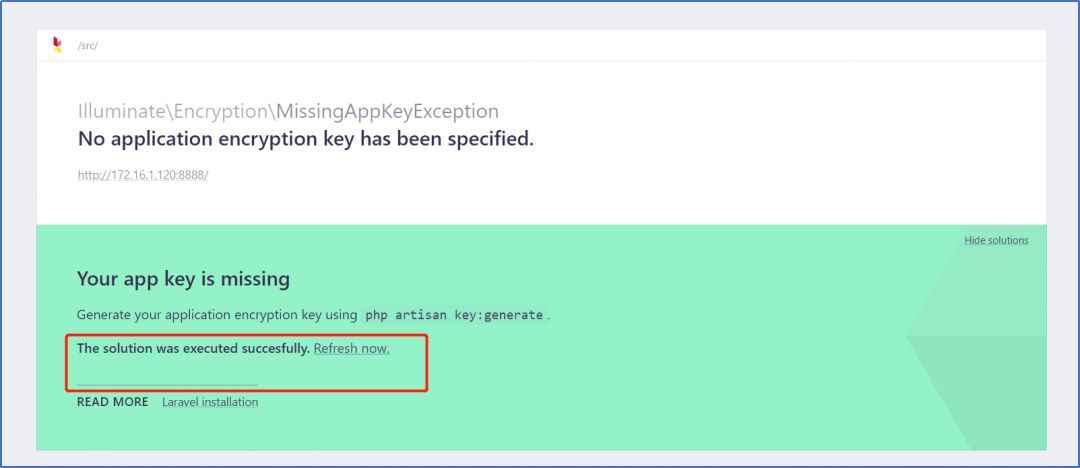 /src/
Illuminate\Encryption\MissingAppKeyException
No application encryption key has been specified.
http://172.16.1.120:8888/
Hide solutions
Your app key is missing
Generate your application encryption key using php artisan key:generate.
The solution was executed succesfully. Refresh now.
READ MORE Laravel installation